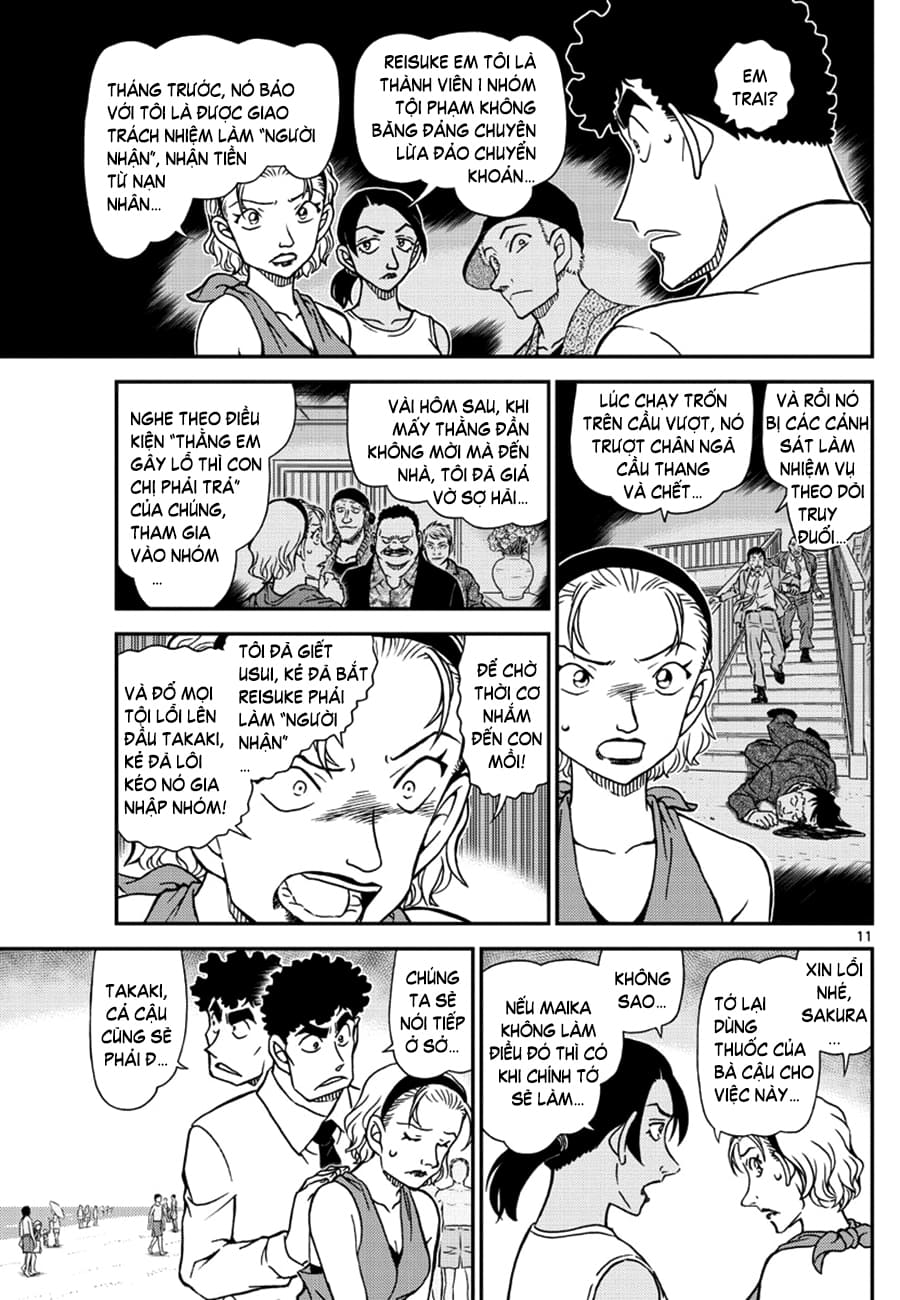 EM
TRAI?
REISUKE EM TÔI LÀ
THÀNH VIÊN 1 NHÓM
TỘI PHẠM KHÔNG
BĂNG ĐẢNG CHUYÊN
LỪA ĐẢO CHUYỂN
KHOẢN...
THÁNG TRƯỚC, NÓ BẢO
VỚI TÔI LÀ ĐƯỢC GIAO
TRÁCH NHIỆM LÀM "NGƯỜI
NHẬN", NHẬN TIỀN
TỪ NẠN
NHÂN...
VÀ RỒI NÓ
BỊ CÁC CẢNH
SÁT LÀM
NHIỆM VỤ
THEO DÕI
TRUY
ĐUỔI...
LÚC CHẠY TRỐN
TRÊN CẦU VƯỢT, NÓ
TRƯỢT CHÂN NGÃ
CẦU THANG
VÀ CHẾT...
VÀI HÔM SAU, KHI
MẤY THẰNG ĐẦN
KHÔNG MỜI MÀ ĐẾN
NHÀ, TÔI ĐÃ GIẢ
VỜ SỢ HÃI...
NGHE THEO ĐIỀU
KIỆN "THẰNG EM
GÂY LỖ THÌ CON
CHỊ PHẢI TRẢ"
CỦA CHÚNG,
THAM GIA
VÀO NHÓM
...
ĐỂ CHỜ
THỜI CƠ
NHẮM
ĐẾN CON
MỒI!
TÔI ĐÃ GIẾT
USUI, KẺ ĐÃ BẮT
REISUKE PHẢI
LÀM "NGƯỜI
NHẬN"
...
VÀ ĐỔ MỌI
TỘI LỖI LÊN
ĐẦU TAKAKI,
KẺ ĐÃ LÔI
KÉO NÓ GIA
NHẬP NHÓM!
11
XIN LỖI
NHÉ,
SAKURA
...
TỚ LẠI
DÙNG
THUỐC CỦA
BÀ CẬU CHO
VIỆC NÀY...
KHÔNG
SAO...
NẾU MAIKA
KHÔNG LÀM
ĐIỀU ĐÓ THÌ CÓ
KHI CHÍNH TỚ
SẼ LÀM...
CHÚNG
TA SẼ
NÓI TIẾP
Ở SỞ...
TAKAKI,
CẢ CẬU
CŨNG SẼ
PHẢI Đ...